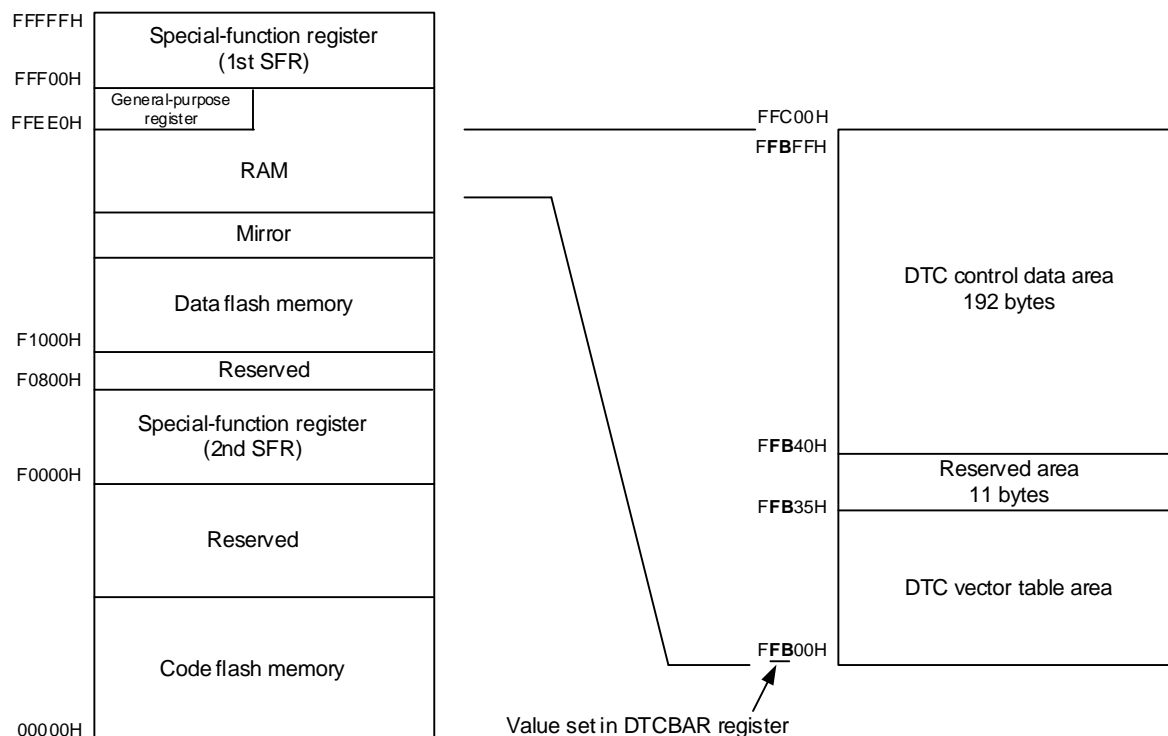 FFFFFH
Special-function register
(1st SFR)
FFF00H
General-purpose
register
FFEE0H
RAM
Mirror
Data flash memory
F1000H
Reserved
F0800H
Special-function register
(2nd SFR)
F0000H
Reserved
Code flash memory
00000H
FFC00H
FFBFFH
DTC control data area
192 bytes
FFB40H
Reserved area
11 bytes
FFB35H
DTC vector table area
FFB00H
Value set in DTCBAR register